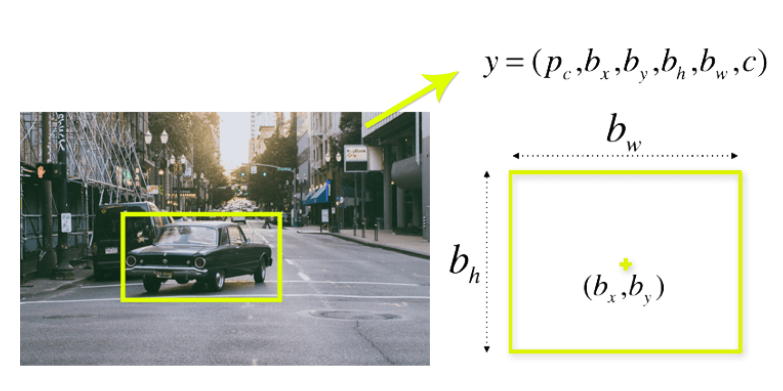 y = (p_c, b_x, b_y, b_h, b_w, c)
b_w
b_h
(b_x, b_y)